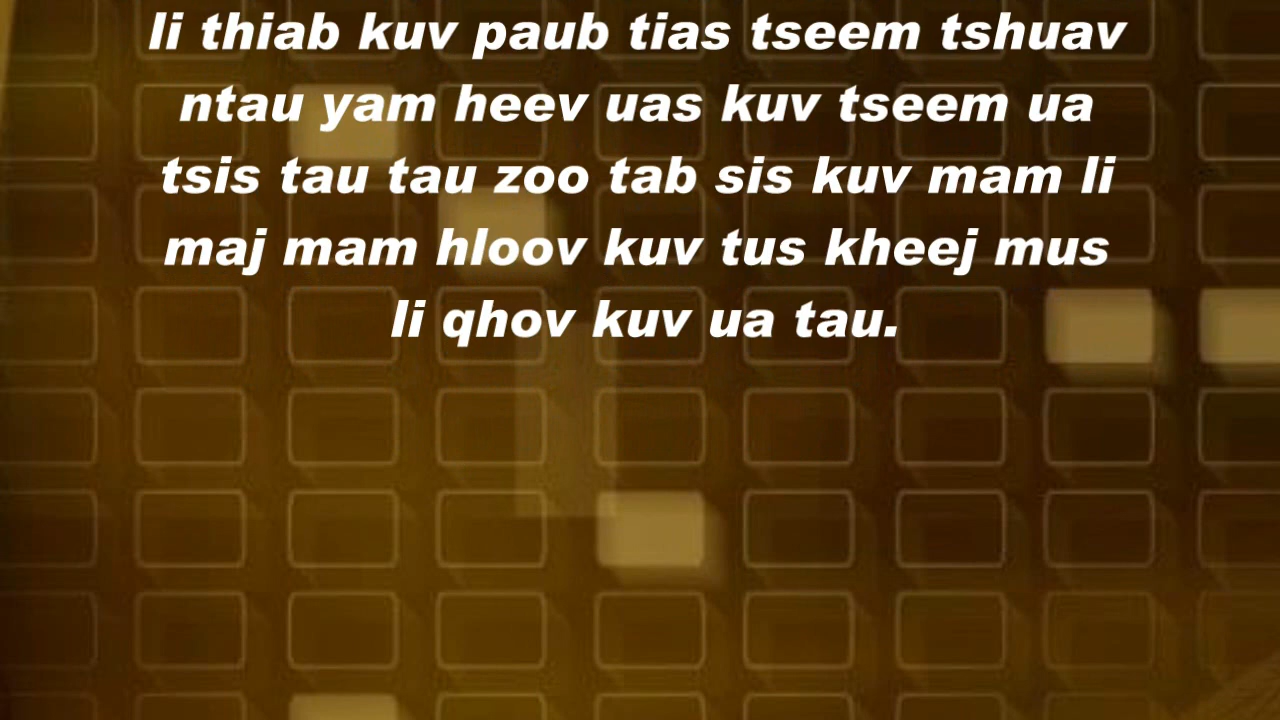 li thiab kuv paub tias tseem tshuav
ntau yam heev uas kuv tseem ua
tsis tau tau zoo tab sis kuv mam li
maj mam hloov kuv tus kheej mus
li qhov kuv ua tau.